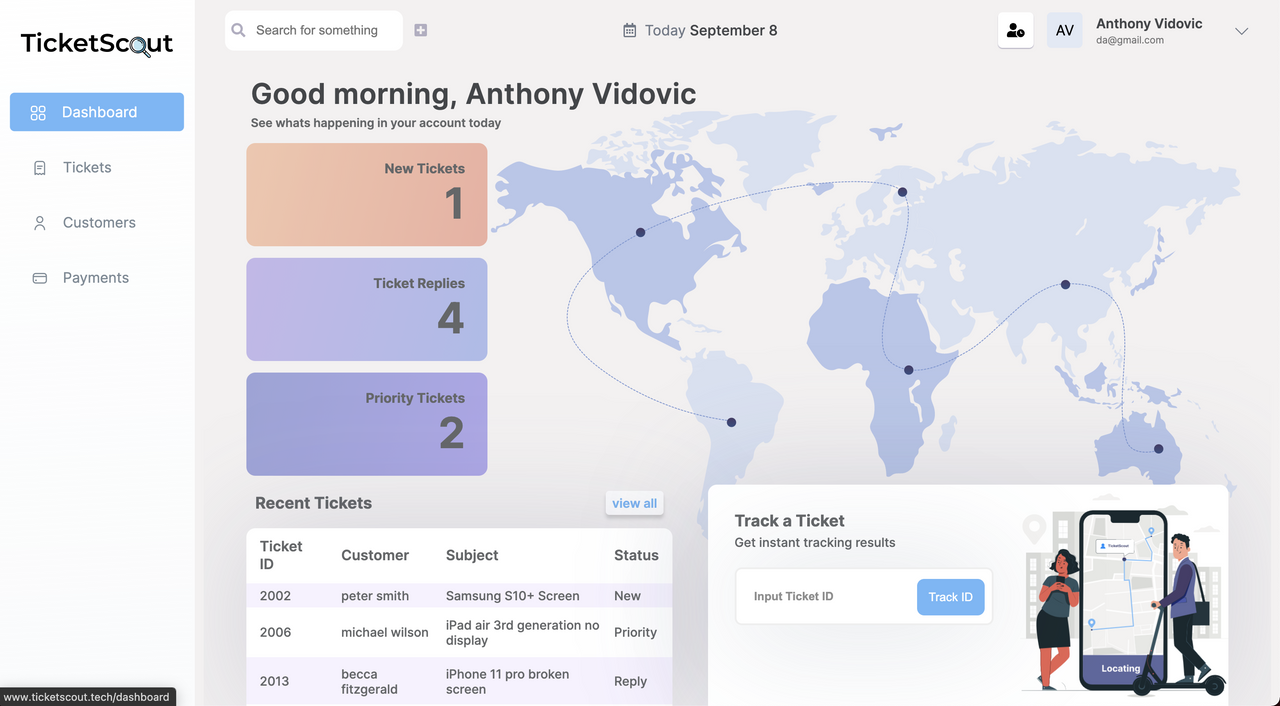 TicketScout
Search for something
Today September 8
AV
Anthony Vidovic
da@gmail.com
Dashboard
Tickets
Customers
Payments
Good morning, Anthony Vidovic
See whats happening in your account today
New Tickets
1
Ticket Replies
4
Priority Tickets
2
Recent Tickets
view all
Ticket
ID
Customer
Subject
Status
2002
peter smith
Samsung S10+ Screen
New
2006
michael wilson
iPad air 3rd generation no
display
Priority
2013
becca
fitzgerald
iPhone 11 pro broken
screen
Reply
Track a Ticket
Get instant tracking results
Input Ticket ID
Track ID
TicketScout
Locating
www.ticketscout.tech/dashboard